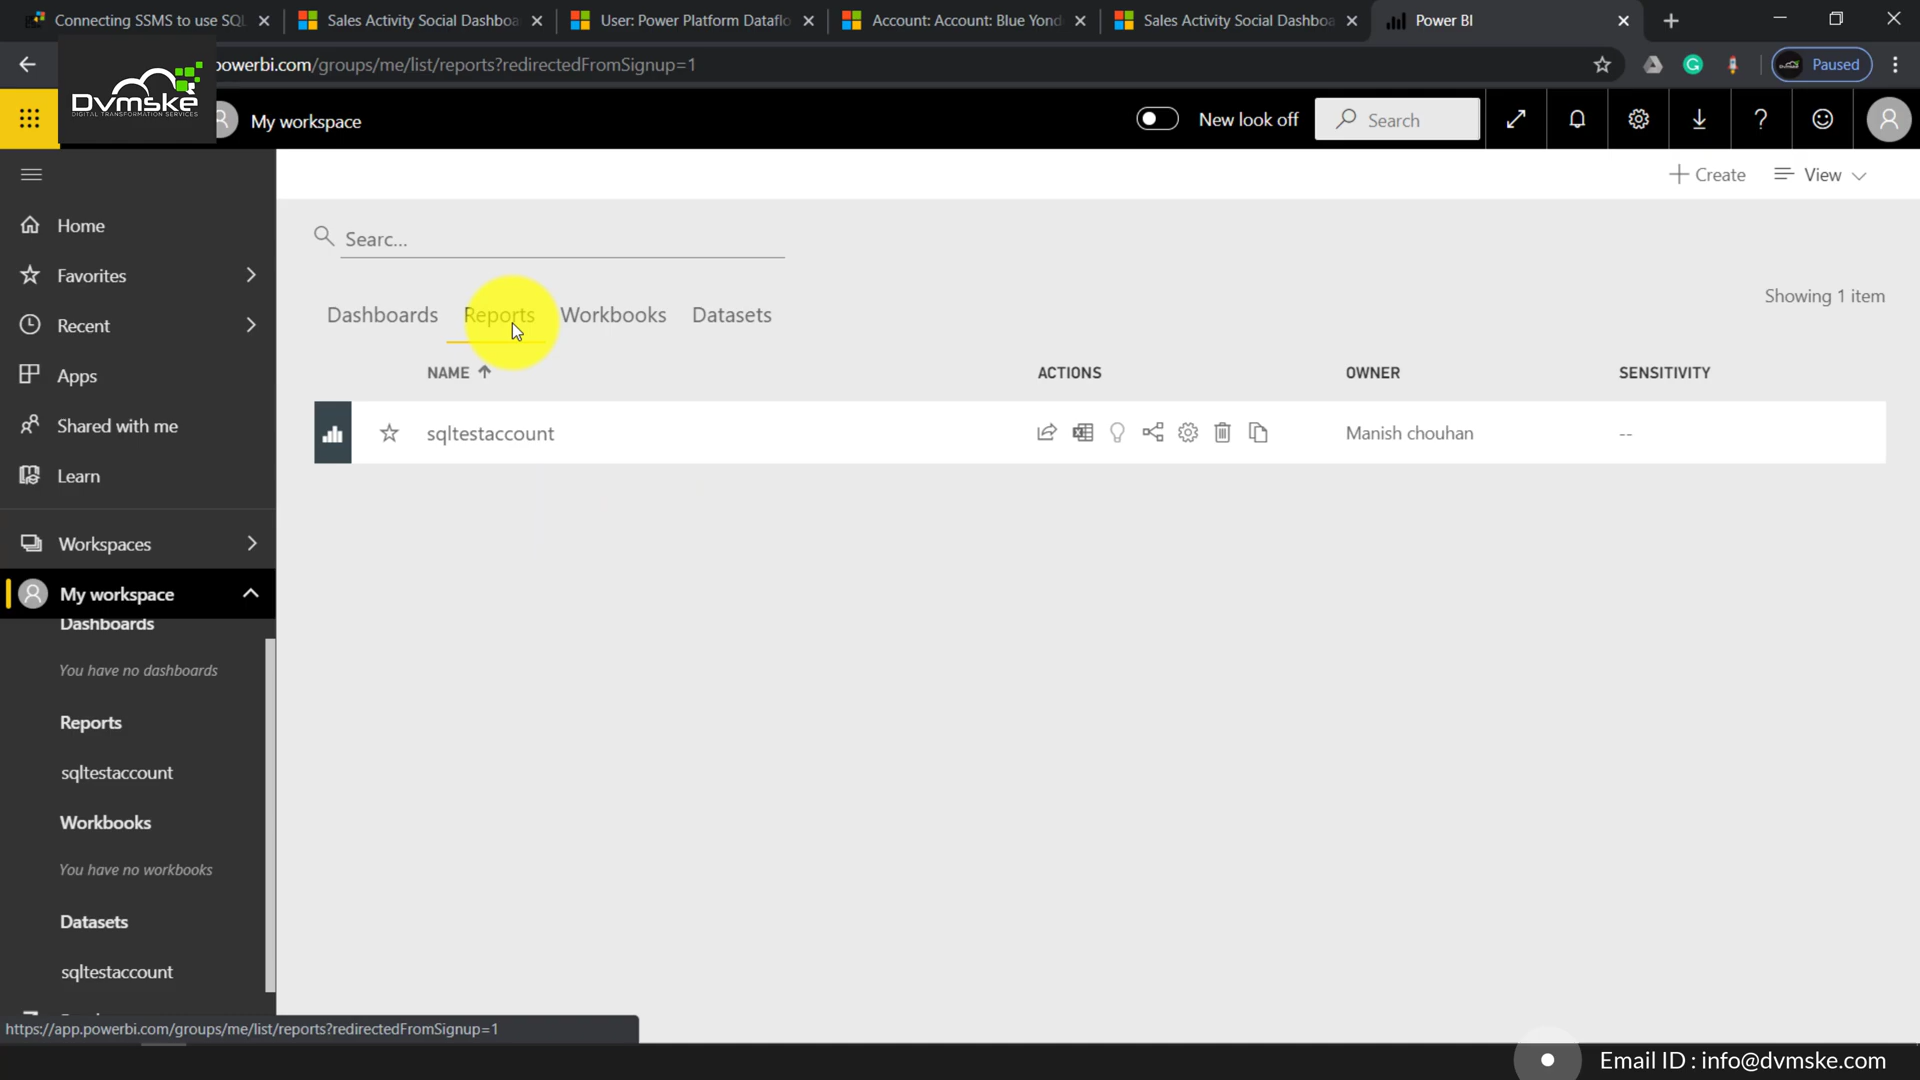 Connecting SSMS to use SQL
Sales Activity Social Dashboa
User: Power Platform Dataflo
Account: Account: Blue Yond
Sales Activity Social Dashboa
Power BI
powerbi.com/groups/me/list/reports?redirectedFromSignup=1
Paused
Dvmske
DIGITAL TRANSFORMATION SERVICES
My workspace
New look off
Search
Create
View
Home
Favorites
Recent
Apps
Shared with me
Learn
Workspaces
My workspace
Dashboards
You have no dashboards
Reports
sqltestaccount
Workbooks
You have no workbooks
Datasets
sqltestaccount
Searc...
Dashboards Reports Workbooks Datasets
Showing 1 item
NAME ACTIONS OWNER SENSITIVITY
sqltestaccount Manish chouhan --
https://app.powerbi.com/groups/me/list/reports?redirectedFromSignup=1
Email ID : info@dvmske.com